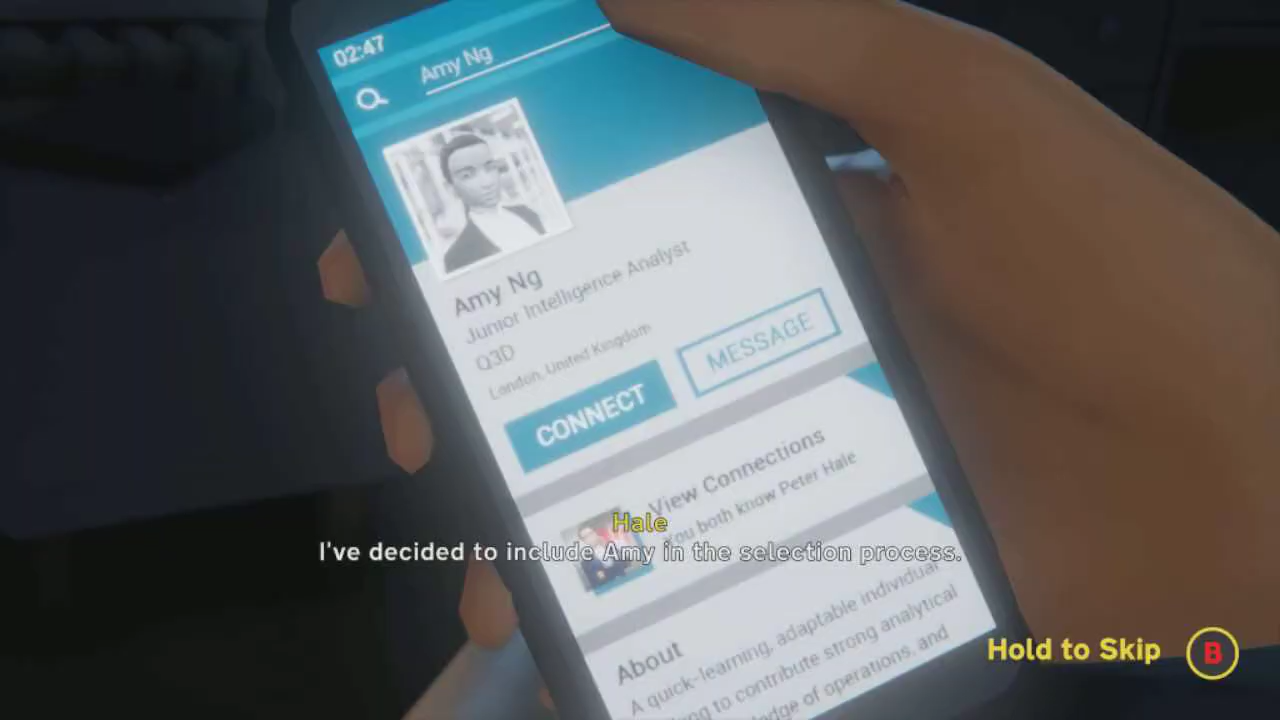 02:47
Amy Ng
Amy Ng
Junior Intelligence Analyst
Q3D
London, United Kingdom
CONNECT
MESSAGE
View Connections
You both know Peter Hale
Hale
I've decided to include Amy in the selection process.
About
A quick-learning, adaptable individual
to contribute strong analytical
of operations, and
Hold to Skip
B